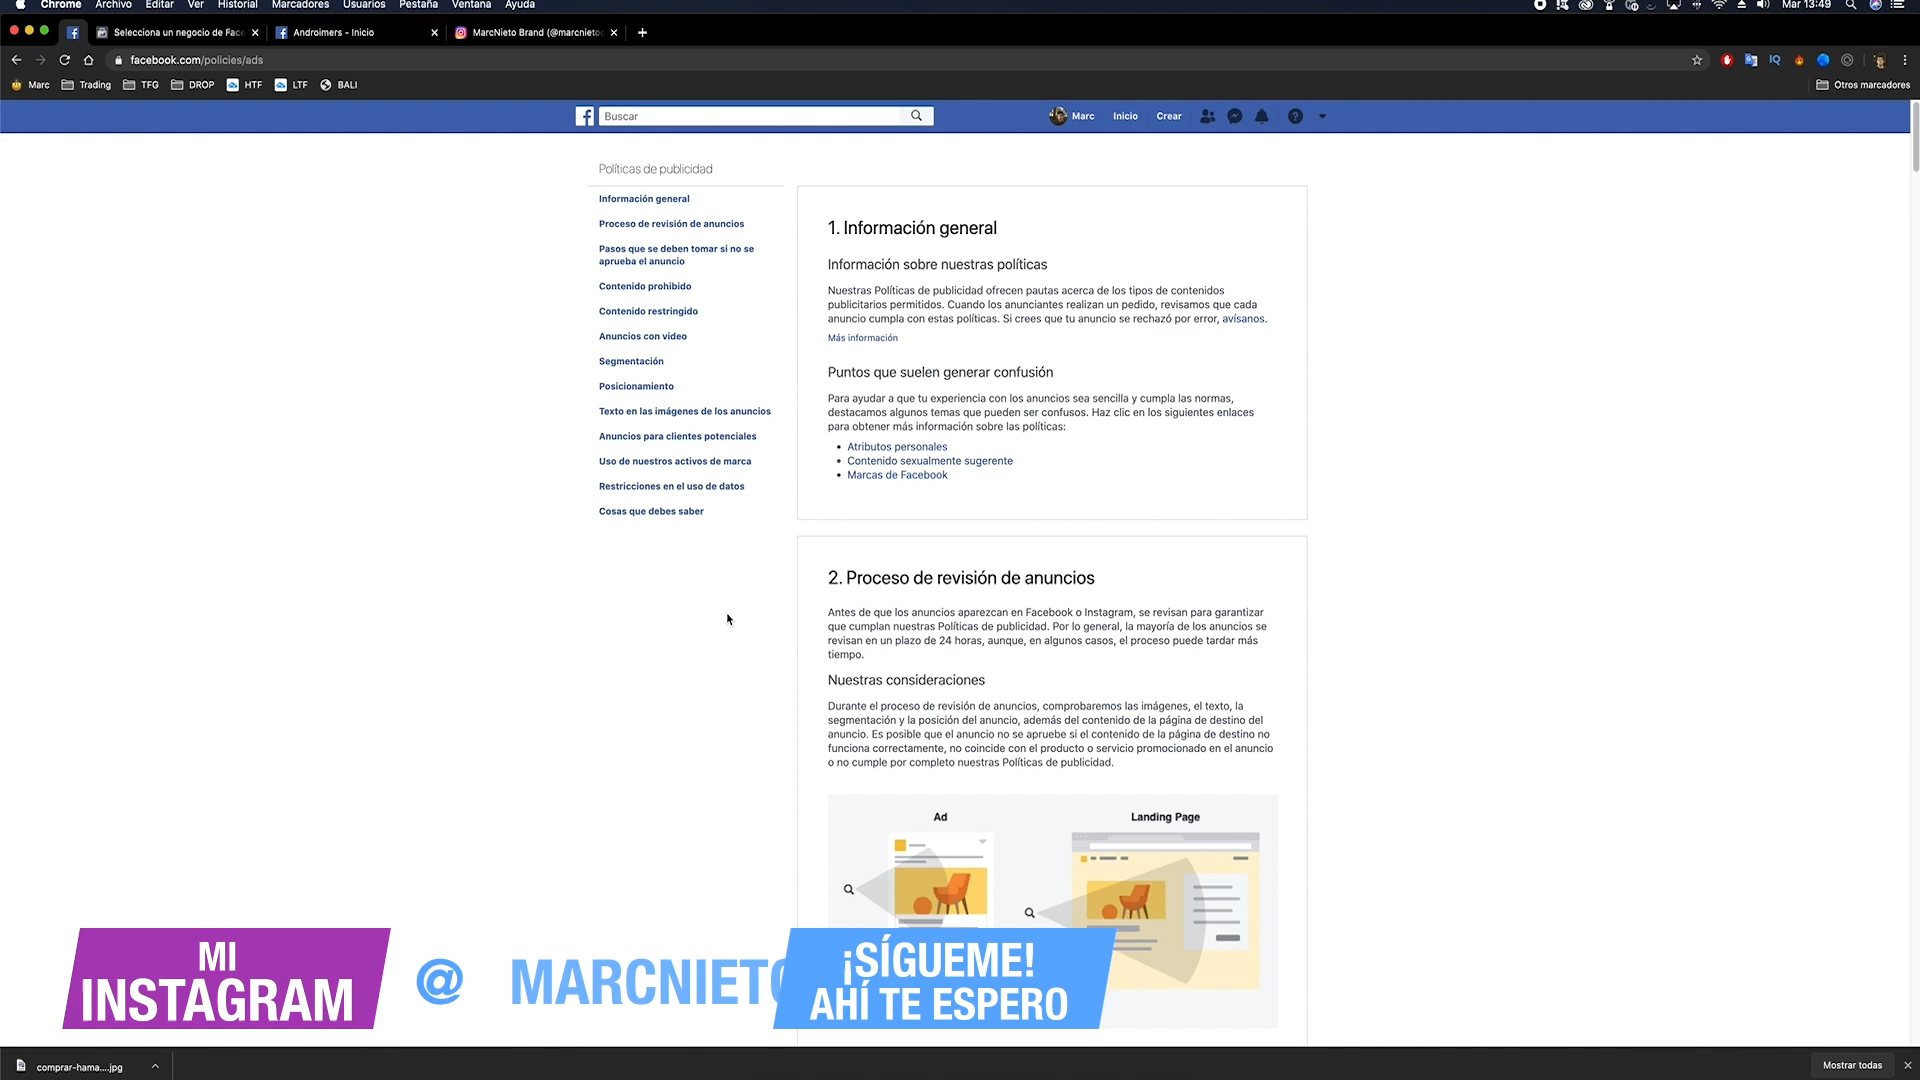 Chrome Archivo Editar Ver Historial Marcadores Usuarios Pestaña Ventana Ayuda
Mar 13:49
Selecciona un negocio de Face
Androimers - Inicio
MarcNieto Brand (@marcnieto
facebook.com/policies/ads
Marc Trading TFG DROP HTF LTF BALI
Otros marcadores
Buscar
Marc Inicio Crear
Políticas de publicidad
Información general
Proceso de revisión de anuncios
Pasos que se deben tomar si no se
aprueba el anuncio
Contenido prohibido
Contenido restringido
Anuncios con video
Segmentación
Posicionamiento
Texto en las imágenes de los anuncios
Anuncios para clientes potenciales
Uso de nuestros activos de marca
Restricciones en el uso de datos
Cosas que debes saber
1. Información general
Información sobre nuestras políticas
Nuestras Políticas de publicidad ofrecen pautas acerca de los tipos de contenidos
publicitarios permitidos. Cuando los anunciantes realizan un pedido, revisamos que cada
anuncio cumpla con estas políticas. Si crees que tu anuncio se rechazó por error, avísanos.
Más información
Puntos que suelen generar confusión
Para ayudar a que tu experiencia con los anuncios sea sencilla y cumpla las normas,
destacamos algunos temas que pueden ser confusos. Haz clic en los siguientes enlaces
para obtener más información sobre las políticas:
• Atributos personales
• Contenido sexualmente sugerente
• Marcas de Facebook
2. Proceso de revisión de anuncios
Antes de que los anuncios aparezcan en Facebook o Instagram, se revisan para garantizar
que cumplan nuestras Políticas de publicidad. Por lo general, la mayoría de los anuncios se
revisan en un plazo de 24 horas, aunque, en algunos casos, el proceso puede tardar más
tiempo.
Nuestras consideraciones
Durante el proceso de revisión de anuncios, comprobaremos las imágenes, el texto, la
segmentación y la posición del anuncio, además del contenido de la página de destino del
anuncio. Es posible que el anuncio no se apruebe si el contenido de la página de destino no
funciona correctamente, no coincide con el producto o servicio promocionado en el anuncio
o no cumple por completo nuestras Políticas de publicidad.
Ad
Landing Page
MI
INSTAGRAM
@ MARCNIETO
¡SÍGUEME!
AHÍ TE ESPERO
comprar-hama....jpg
Mostrar todas